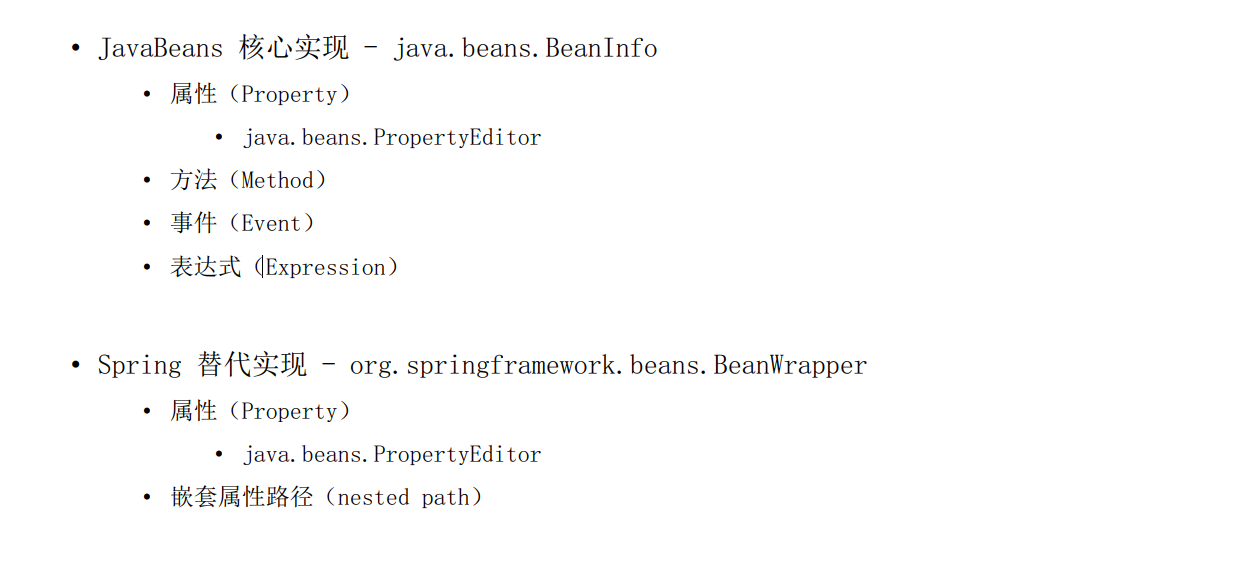 • JavaBeans 核心实现 - java.beans.BeanInfo
• 属性（Property）
• java.beans.PropertyEditor
• 方法（Method）
• 事件（Event）
• 表达式（Expression）
• Spring 替代实现 - org.springframework.beans.BeanWrapper
• 属性（Property）
• java.beans.PropertyEditor
• 嵌套属性路径（nested path）